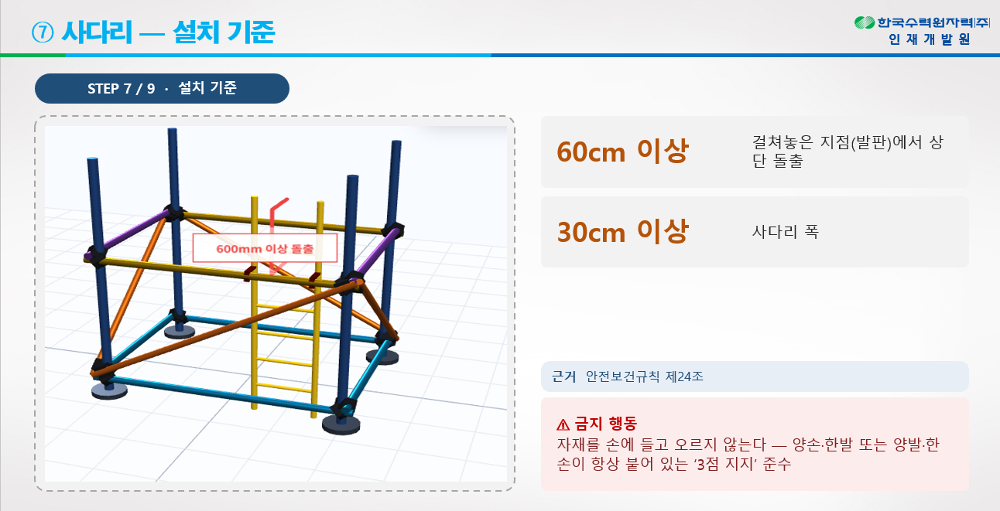 ⑦ 사다리 — 설치 기준
한국수력원자력(주)
인재개발원
STEP 7 / 9 · 설치 기준
600mm 이상 돌출
60cm 이상
걸쳐놓은 지점(발판)에서 상
단 돌출
30cm 이상
사다리 폭
근거 안전보건규칙 제24조
⚠ 금지 행동
자재를 손에 들고 오르지 않는다 — 양손·한발 또는 양발·한
손이 항상 붙어 있는 ‘3점 지지’ 준수